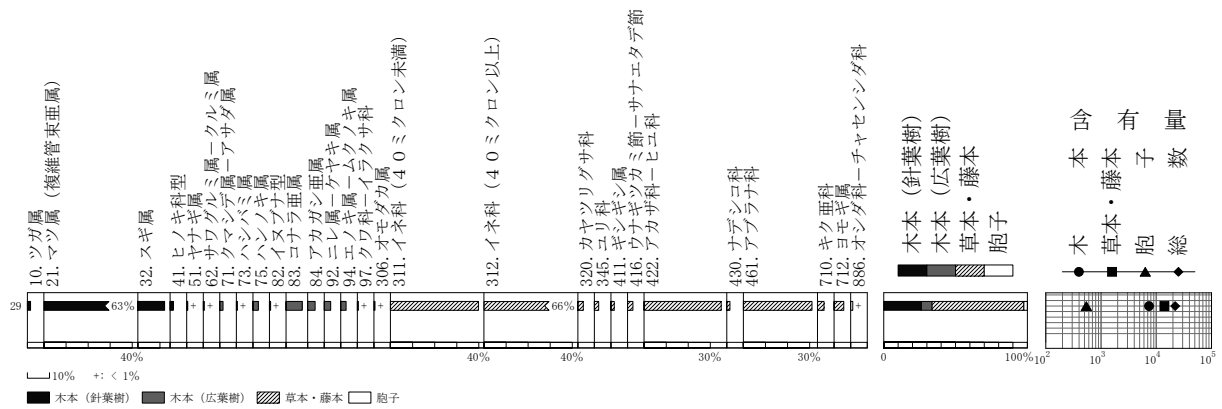 10. ツガ属
21. マツ属（複維管束亜属）
32. スギ属
41. ヒノキ科型
51. ヤナギ属
62. サワグルミ属－クルミ属
71. クマシデ属－アサダ属
73. ハシバミ属
75. ハンノキ属
82. イヌブナ型
83. コナラ亜属
84. アカガシ亜属
92. ニレ属－ケヤキ属
94. エノキ属－ムクノキ属
97. クワ科－イラクサ科
306. オモダカ属
311. イネ科（４０ミクロン未満）
312. イネ科（４０ミクロン以上）
320. カヤツリグサ科
345. ユリ科
411. ギシギシ属
416. ウナギツカミ節－サナエタデ節
422. アカザ科－ヒユ科
430. ナデシコ科
461. アブラナ科
710. キク亜科
712. ヨモギ属
886. オシダ科－チャセンシダ科
木本（針葉樹）
木本（広葉樹）
草本・藤本
胞子
含有量
木本
草本・藤本
胞子
総数
29 63% + + + + + + + 66% +
40% 40% 40% 30% 30% 0 100% 10² 10³ 10⁴ 10⁵
10% +: < 1%
木本（針葉樹） 木本（広葉樹） 草本・藤本 胞子